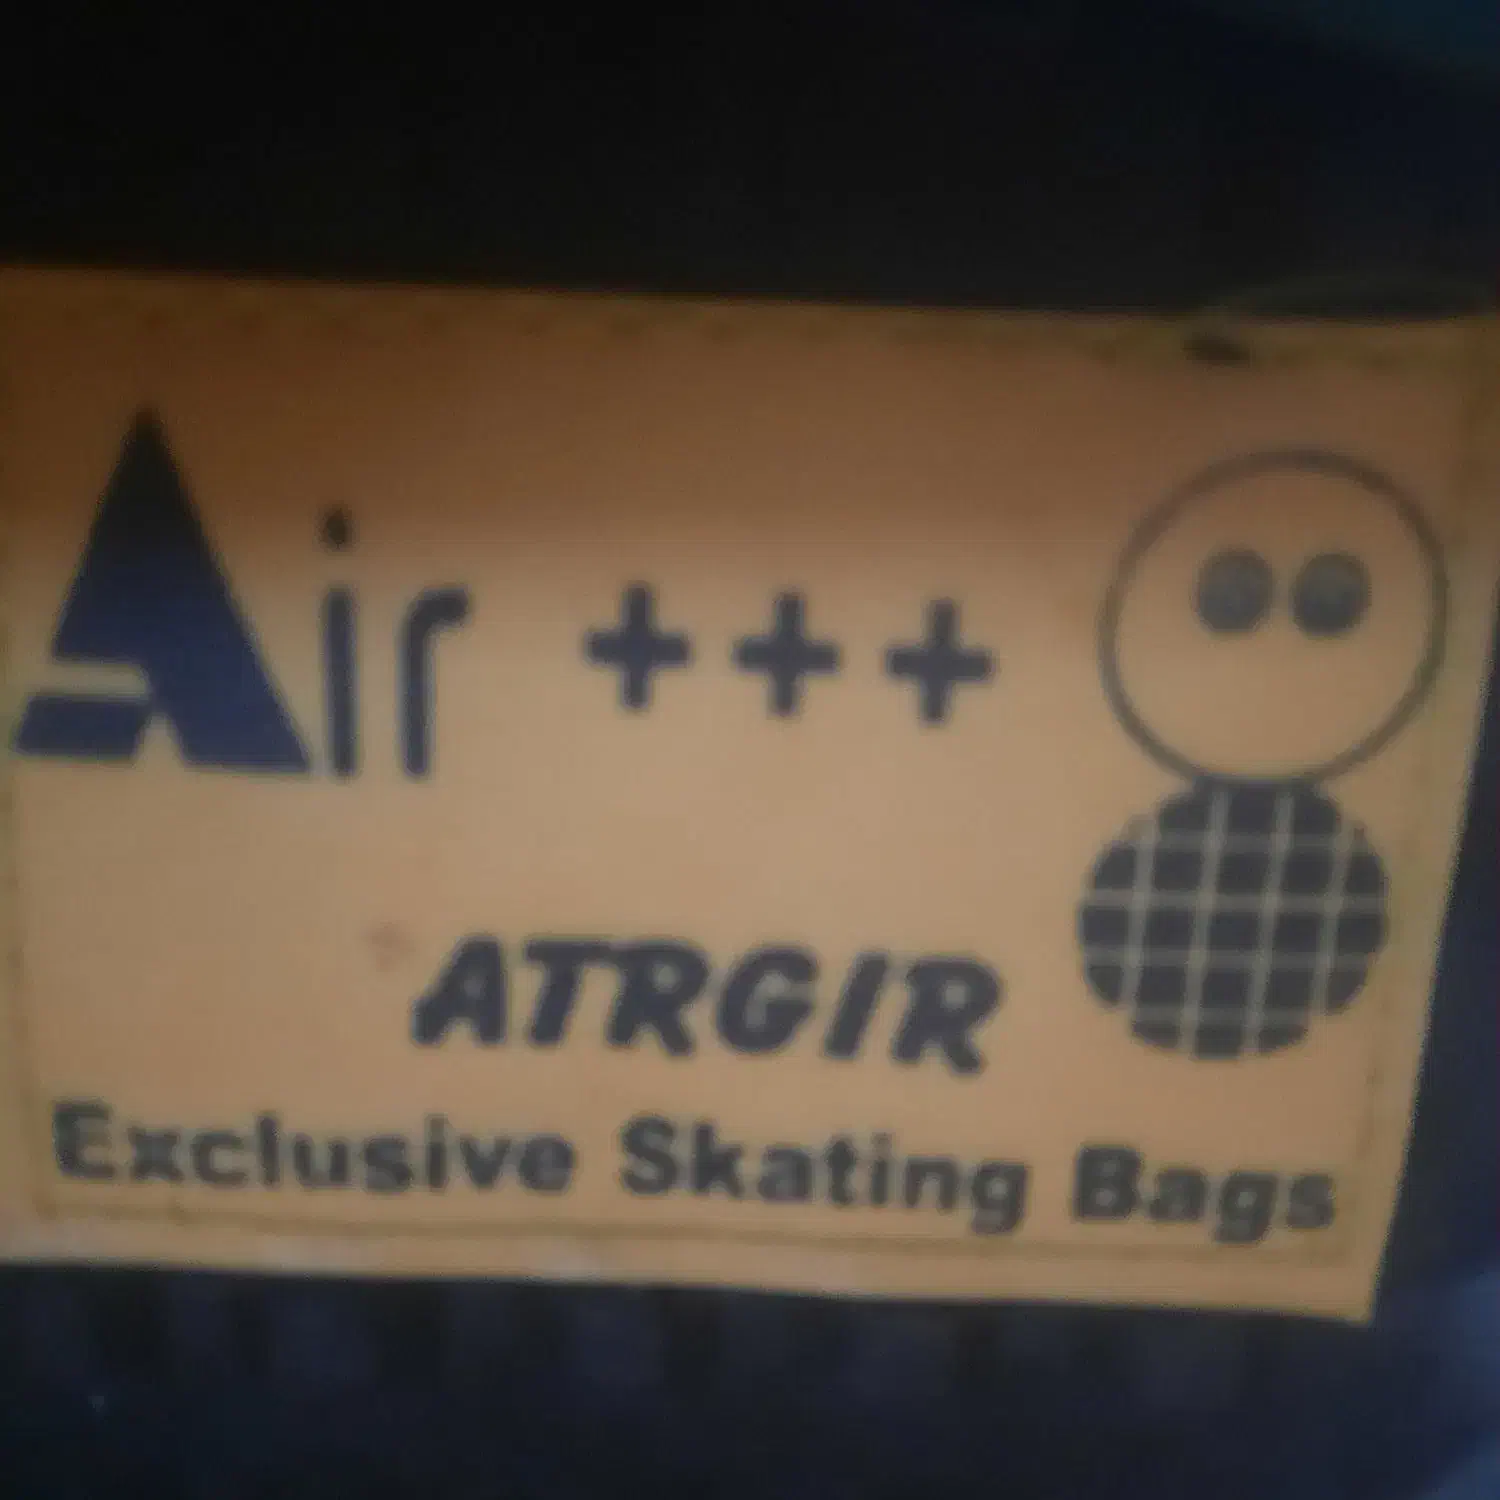 Air +++
ATRGIR
Exclusive Skating Bags